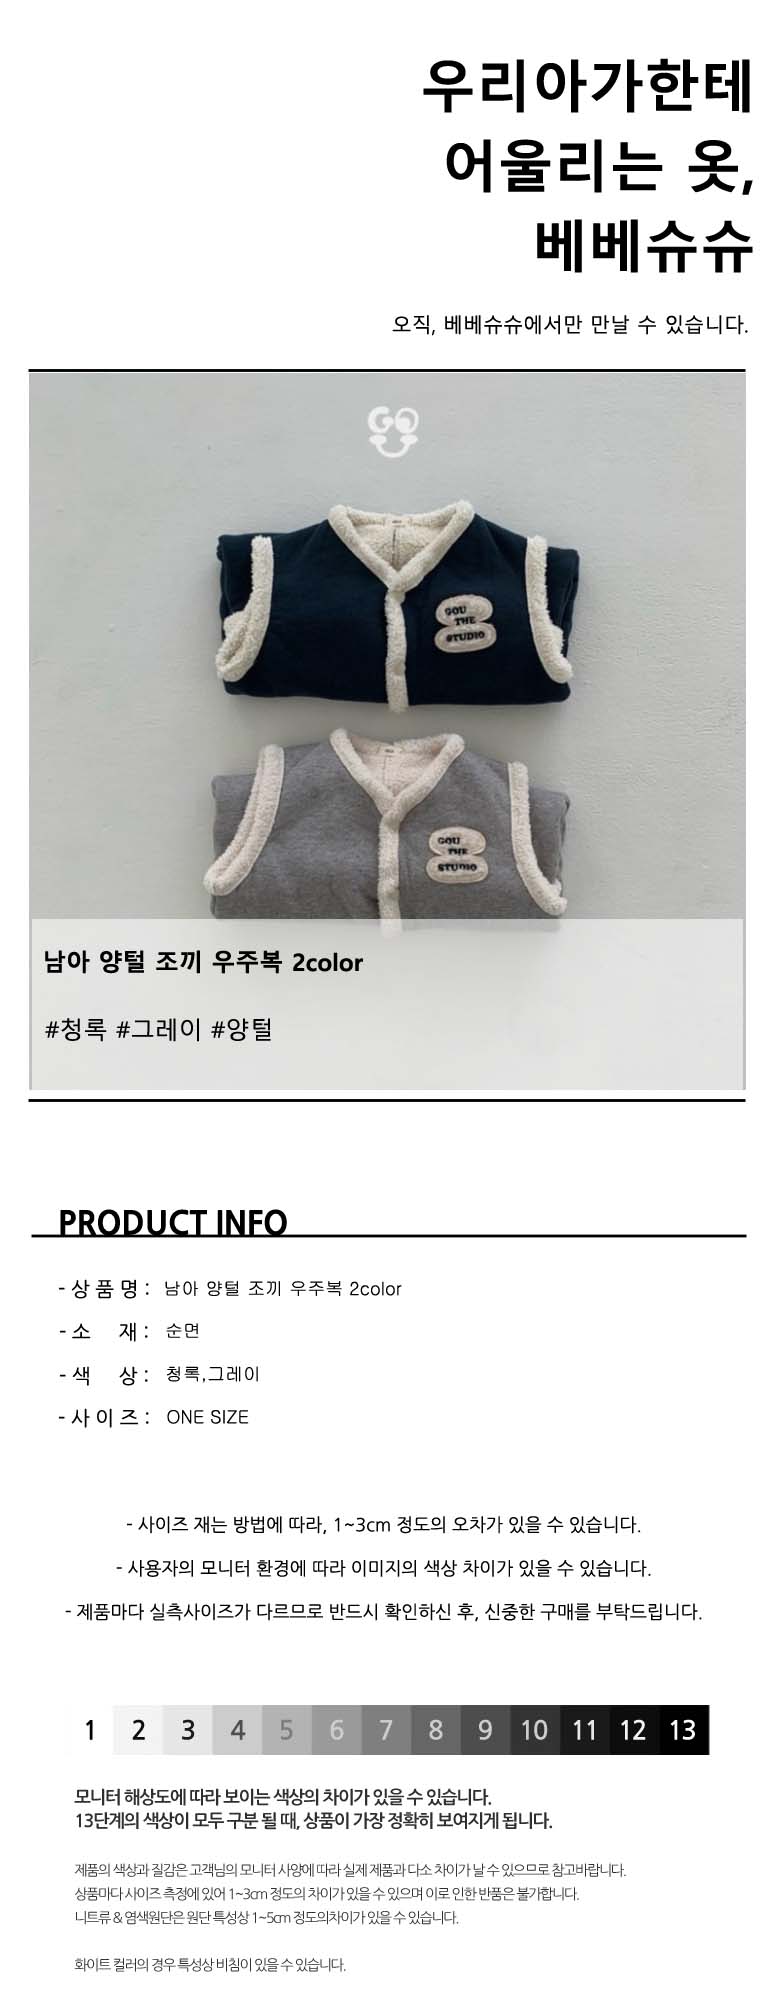 우리아가한테
어울리는 옷,
베베슈슈
오직, 베베슈슈에서만 만날 수 있습니다.
GO
GOU
THE
STUDIO
GOU
THE
STUDIO
남아 양털 조끼 우주복 2color
#청록 #그레이 #양털
PRODUCT INFO
- 상 품 명 : 남아 양털 조끼 우주복 2color
- 소 재 : 순면
- 색 상 : 청록,그레이
- 사 이 즈 : ONE SIZE
- 사이즈 재는 방법에 따라, 1~3cm 정도의 오차가 있을 수 있습니다.
- 사용자의 모니터 환경에 따라 이미지의 색상 차이가 있을 수 있습니다.
- 제품마다 실측사이즈가 다르므로 반드시 확인하신 후, 신중한 구매를 부탁드립니다.
1 2 3 4 5 6 7 8 9 10 11 12 13
모니터 해상도에 따라 보이는 색상의 차이가 있을 수 있습니다.
13단계의 색상이 모두 구분 될 때, 상품이 가장 정확히 보여지게 됩니다.
제품의 색상과 질감은 고객님의 모니터 사양에 따라 실제 제품과 다소 차이가 날 수 있으므로 참고바랍니다.
상품마다 사이즈 측정에 있어 1~3cm 정도의 차이가 있을 수 있으며 이로 인한 반품은 불가합니다.
니트류 & 염색원단은 원단 특성상 1~5cm 정도의차이가 있을 수 있습니다.
화이트 컬러의 경우 특성상 비침이 있을 수 있습니다.